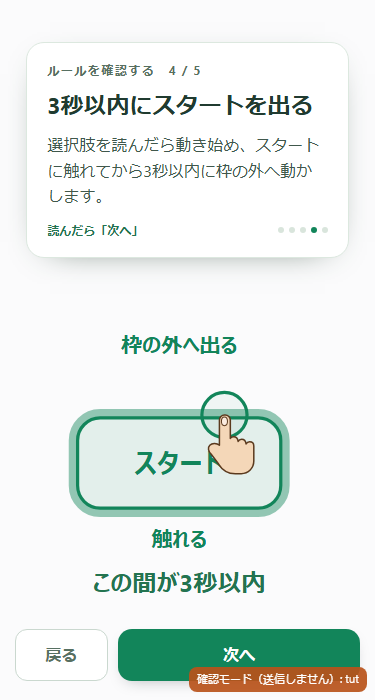 ルールを確認する 4 / 5
3秒以内にスタートを出る
選択肢を読んだら動き始め、スタート
に触れてから3秒以内に枠の外へ動か
します。
読んだら「次へ」
枠の外へ出る
スタート
触れる
この間が3秒以内
戻る
次へ
確認モード（送信しません）: tut